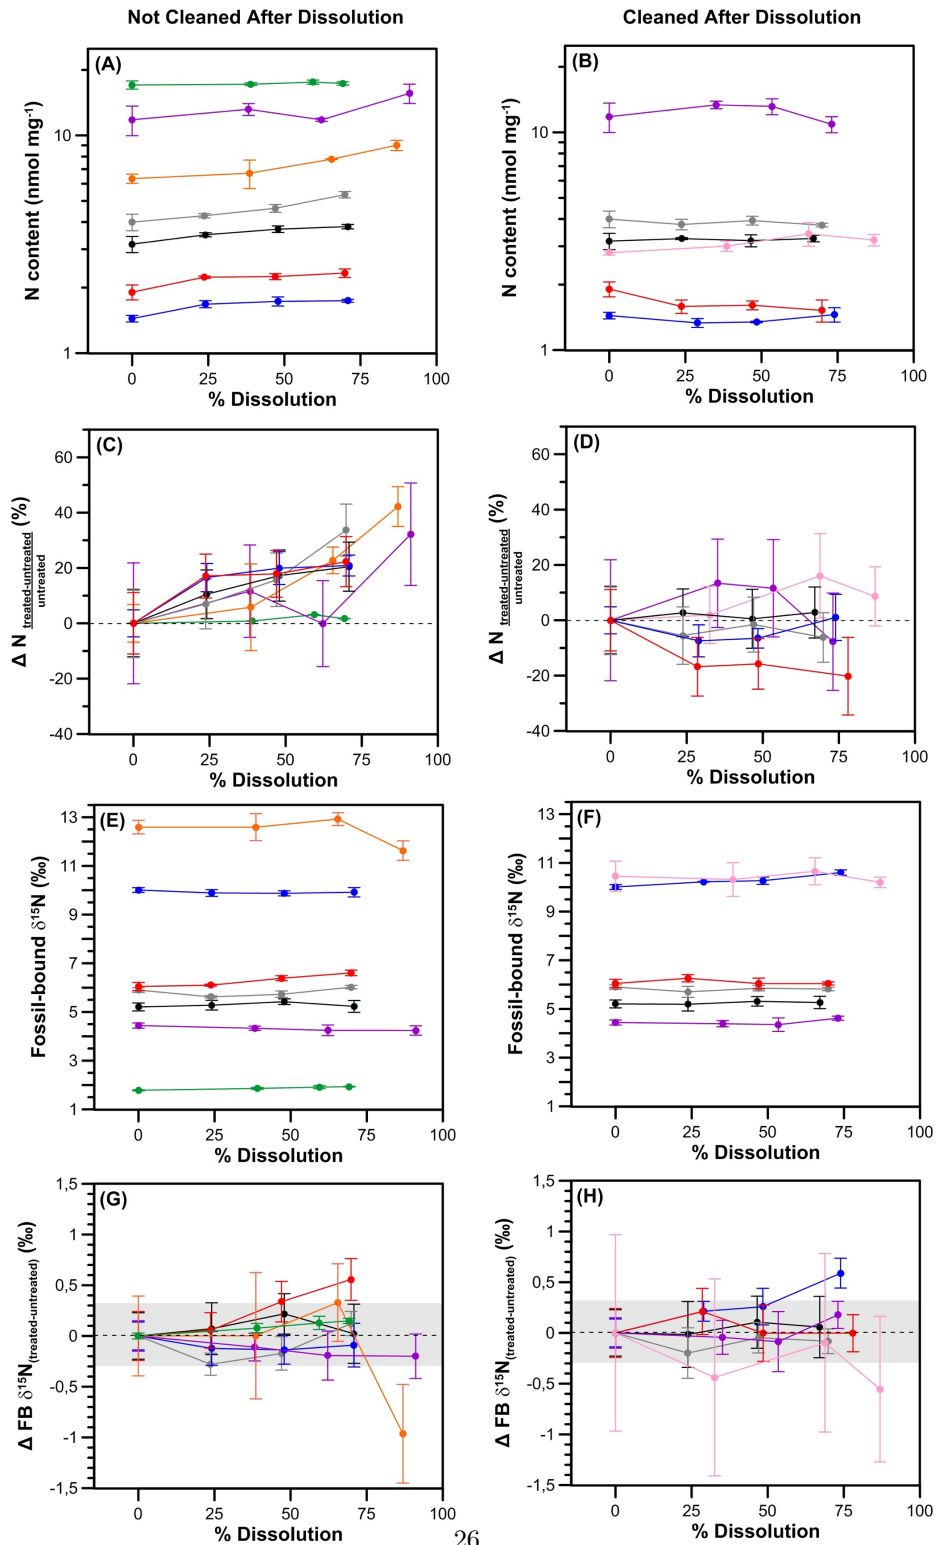 Not Cleaned After Dissolution
Cleaned After Dissolution
(A)
N content (nmol mg⁻¹)
10
1
0 25 50 75 100
% Dissolution
(B)
N content (nmol mg⁻¹)
10
1
0 25 50 75 100
% Dissolution
(C)
Δ N treated-untreated (%)
untreated
60
40
20
0
-20
-40
0 25 50 75 100
% Dissolution
(D)
Δ N treated-untreated (%)
untreated
60
40
20
0
-20
-40
0 25 50 75 100
% Dissolution
(E)
Fossil-bound δ¹⁵N (‰)
13
11
9
7
5
3
1
0 25 50 75 100
% Dissolution
(F)
Fossil-bound δ¹⁵N (‰)
13
11
9
7
5
3
1
0 25 50 75 100
% Dissolution
(G)
Δ FB δ¹⁵N(treated-untreated) (‰)
1,5
1
0,5
0
-0,5
-1
-1,5
0 25 50 75 100
% Dissolution
(H)
Δ FB δ¹⁵N(treated-untreated) (‰)
1,5
1
0,5
0
-0,5
-1
-1,5
0 25 50 75 100
% Dissolution
26